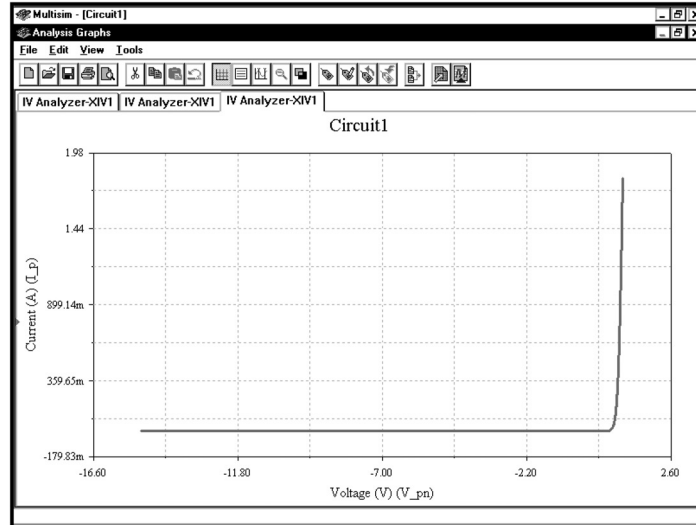 Multisim - [Circuit1]
Analysis Graphs
File Edit View Tools
IV Analyzer-XIV1 IV Analyzer-XIV1 IV Analyzer-XIV1
Circuit1
1.98
1.44
899.14m
359.65m
-179.83m
Current (A) (I_p)
-16.60 -11.80 -7.00 -2.20 2.60
Voltage (V) (V_pn)